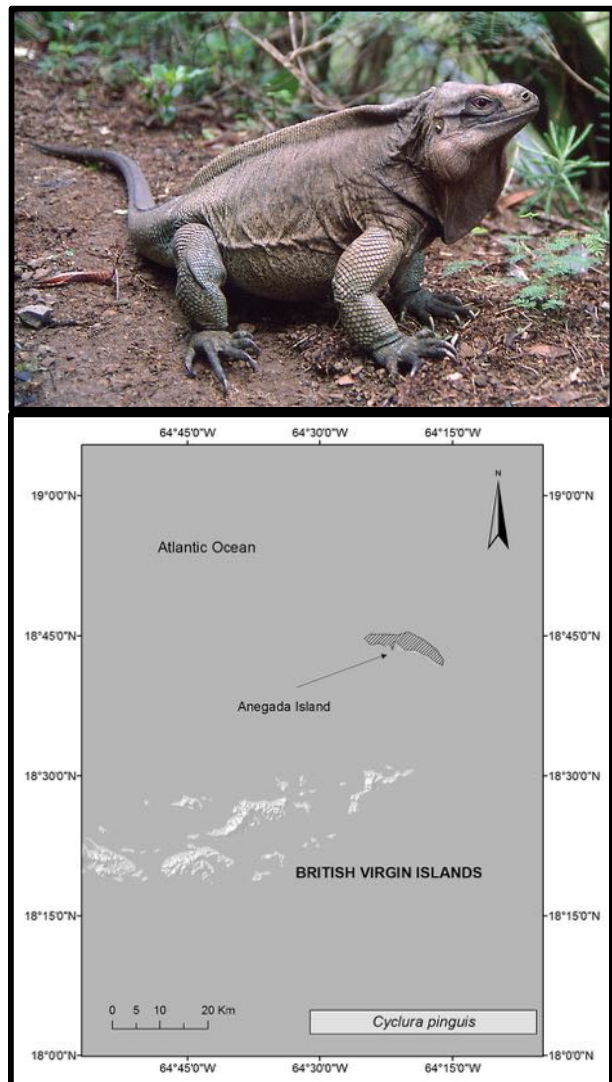 64°45'0"W 64°30'0"W 64°15'0"W
N
19°0'0"N 19°0'0"N
Atlantic Ocean
18°45'0"N 18°45'0"N
Anegada Island
18°30'0"N 18°30'0"N
BRITISH VIRGIN ISLANDS
18°15'0"N 18°15'0"N
0 5 10 20 Km
Cyclura pinguis
18°0'0"N 18°0'0"N
64°45'0"W 64°30'0"W 64°15'0"W